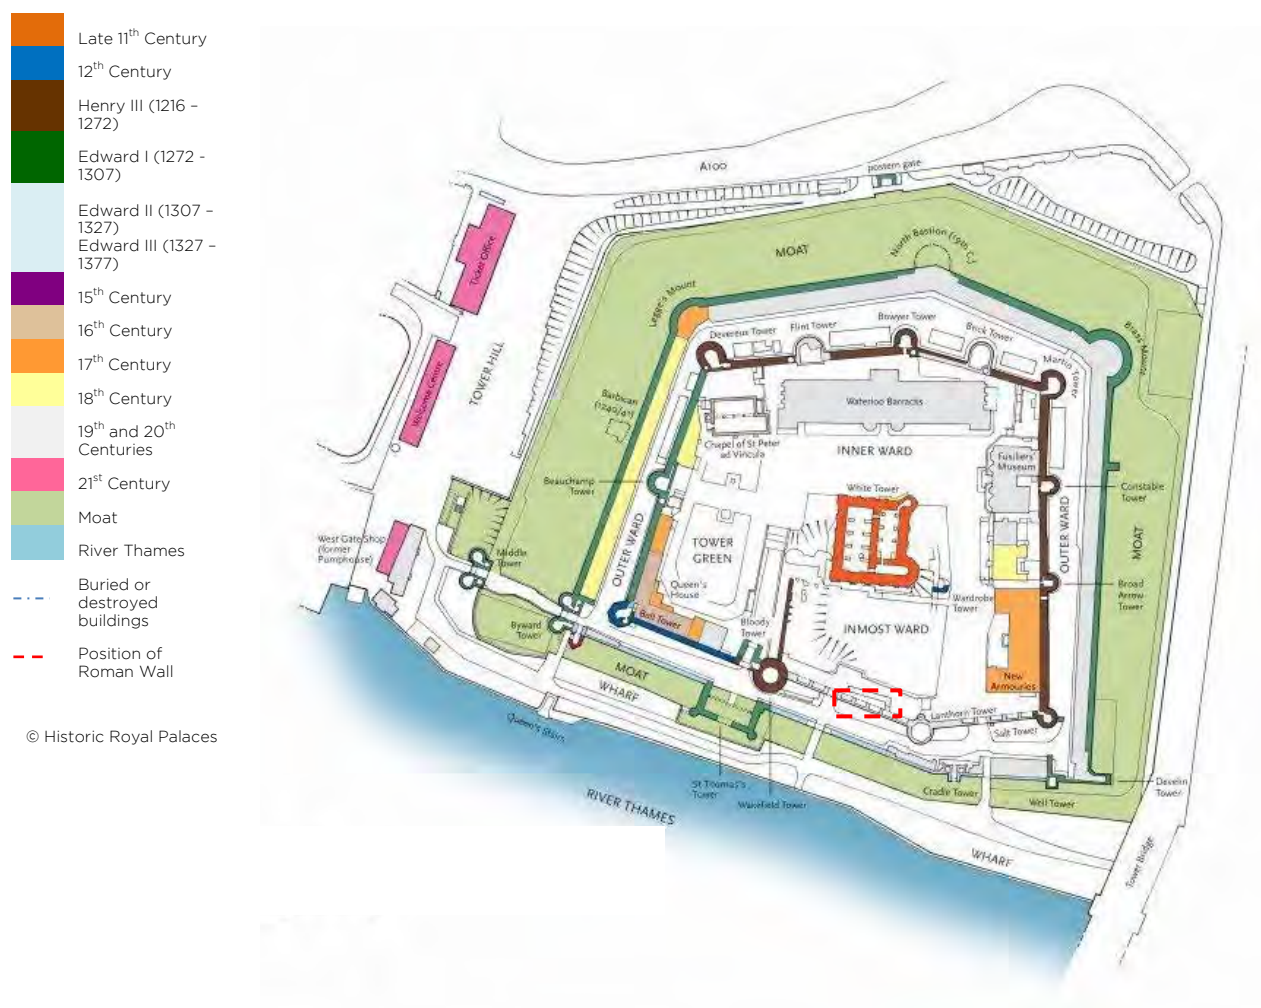 Late 11th Century
12th Century
Henry III (1216 –
1272)
Edward I (1272 -
1307)
Edward II (1307 –
1327)
Edward III (1327 –
1377)
15th Century
16th Century
17th Century
18th Century
19th and 20th
Centuries
21st Century
Moat
River Thames
Buried or
destroyed
buildings
Position of
Roman Wall
© Historic Royal Palaces
A100
postern gate
Ticket Office
MOAT
North Bastion (19th C.)
Legge's Mount
Brass Mount
Devereux Tower
Flint Tower
Bowyer Tower
Brick Tower
Martin Tower
TOWER HILL
Welcome Centre
Barbican
(1240/41)
Waterloo Barracks
Chapel of St Peter
ad Vincula
INNER WARD
Fusiliers'
Museum
Beauchamp
Tower
White Tower
Constable
Tower
OUTER WARD
OUTER WARD
MOAT
West Gate Shop
(former
Pumphouse)
Middle
Tower
TOWER
GREEN
Queen's
House
Wardrobe
Tower
Broad
Arrow
Tower
Byward
Tower
Bell Tower
Bloody
Tower
INMOST WARD
MOAT
WHARF
New
Armouries
Lanthorn Tower
Salt Tower
Queen's Stairs
St Thomas's
Tower
Wakefield Tower
Cradle Tower
Well Tower
Develin
Tower
RIVER THAMES
WHARF
Tower Bridge